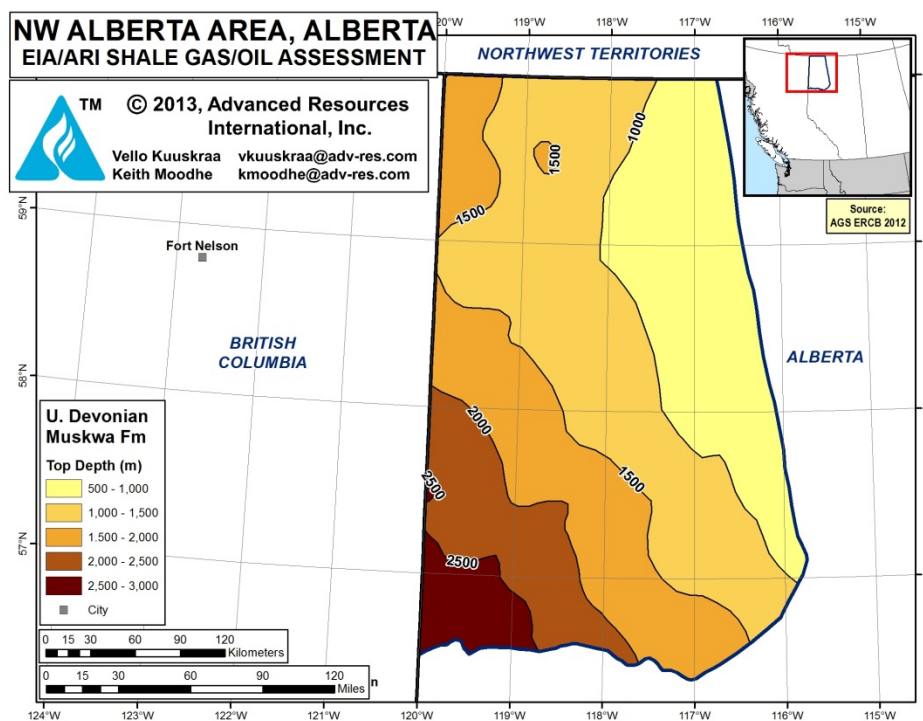 NW ALBERTA AREA, ALBERTA
EIA/ARI SHALE GAS/OIL ASSESSMENT
TM
© 2013, Advanced Resources
International, Inc.
Vello Kuuskraa vkuuskraa@adv-res.com
Keith Moodhe kmoodhe@adv-res.com
120°W 119°W 118°W 117°W 116°W 115°W
NORTHWEST TERRITORIES
Source:
AGS ERCB 2012
1000
1500
1500
59°N
Fort Nelson
BRITISH
COLUMBIA
ALBERTA
58°N
2000
1500
2500
2500
57°N
U. Devonian
Muskwa Fm
Top Depth (m)
500 - 1,000
1,000 - 1,500
1.500 - 2,000
2,000 - 2,500
2,500 - 3,000
City
0 15 30 60 90 120
Kilometers
0 15 30 60 90 120
Miles
n
124°W 123°W 122°W 121°W 120°W 119°W 118°W 117°W 116°W 115°W